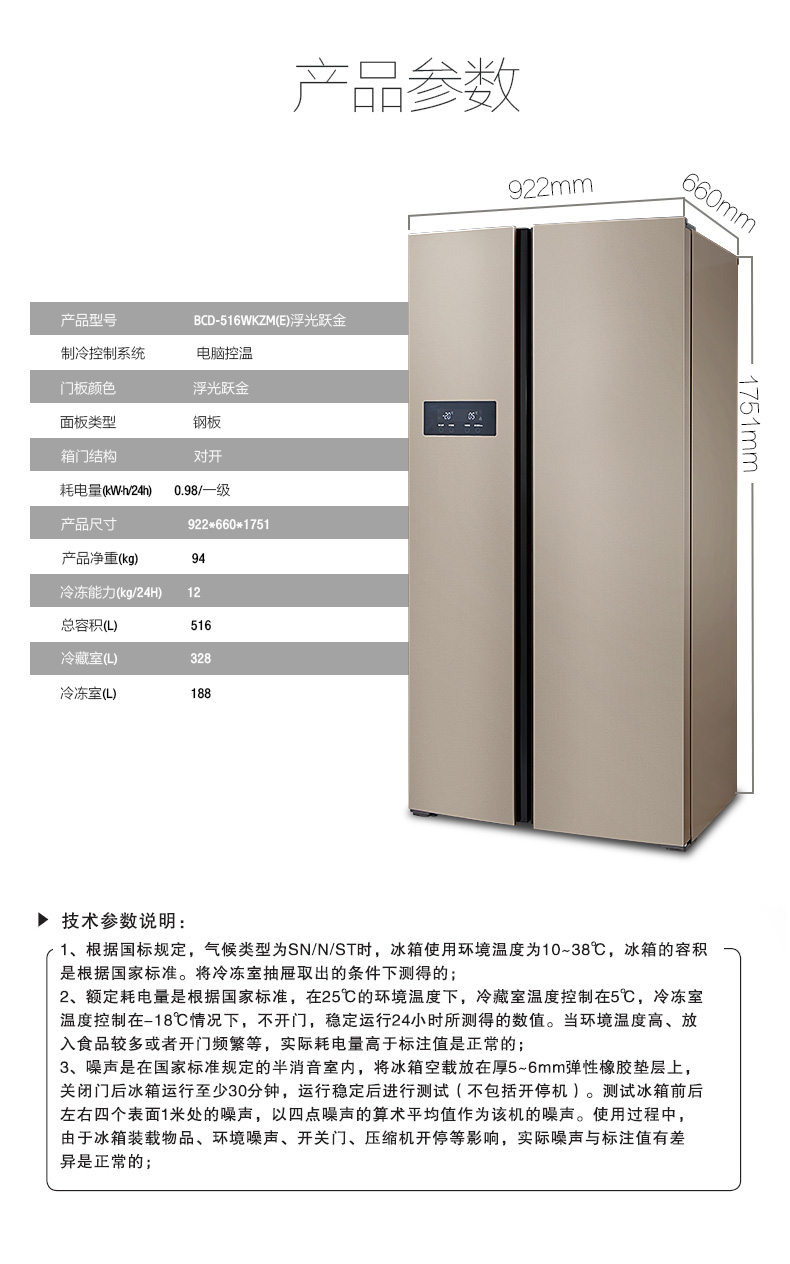 产品参数
922mm
660mm
1751mm
产品型号 BCD-516WKZM(E)浮光跃金
制冷控制系统 电脑控温
门板颜色 浮光跃金
面板类型 钢板
-20° 05°
箱门结构 对开
耗电量(kW·h/24h) 0.98/一级
产品尺寸 922*660*1751
产品净重(kg) 94
冷冻能力(kg/24H) 12
总容积(L) 516
冷藏室(L) 328
冷冻室(L) 188
▶ 技术参数说明：
1、根据国标规定，气候类型为SN/N/ST时，冰箱使用环境温度为10~38℃，冰箱的容积
是根据国家标准。将冷冻室抽屉取出的条件下测得的；
2、额定耗电量是根据国家标准，在25℃的环境温度下，冷藏室温度控制在5℃，冷冻室
温度控制在-18℃情况下，不开门，稳定运行24小时所测得的数值。当环境温度高、放
入食品较多或者开门频繁等，实际耗电量高于标注值是正常的；
3、噪声是在国家标准规定的半消音室内，将冰箱空载放在厚5~6mm弹性橡胶垫层上，
关闭门后冰箱运行至少30分钟，运行稳定后进行测试（不包括开停机）。测试冰箱前后
左右四个表面1米处的噪声，以四点噪声的算术平均值作为该机的噪声。使用过程中，
由于冰箱装载物品、环境噪声、开关门、压缩机开停等影响，实际噪声与标注值有差
异是正常的；